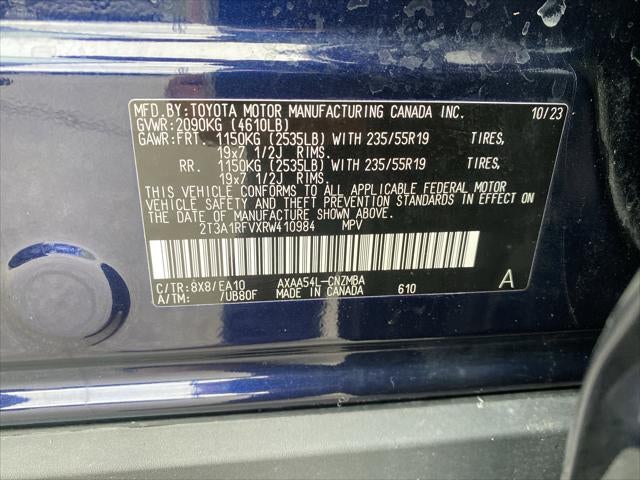 MFD. BY: TOYOTA MOTOR MANUFACTURING CANADA INC. 10/23
GVWR: 2090KG (4610LB)
GAWR: FRT. 1150KG (2535LB) WITH 235/55R19 TIRES,
19x7 1/2J RIMS.
RR. 1150KG (2535LB) WITH 235/55R19 TIRES,
19x7 1/2J RIMS.
THIS VEHICLE CONFORMS TO ALL APPLICABLE FEDERAL MOTOR
VEHICLE SAFETY AND THEFT PREVENTION STANDARDS IN EFFECT ON
THE DATE OF MANUFACTURE SHOWN ABOVE.
2T3A1RFVXRW410984 MPV
C/TR: 8X8/EA10 AXAA54L-CNZMBA 610 A
A/TM: /UB80F MADE IN CANADA